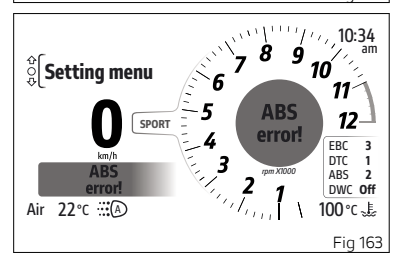 10:34
am
Setting menu
8 9
7 10
6 11
5 12
4
3
2 1
0
km/h
SPORT
ABS
error!
rpm X1000
ABS
error!
EBC 3
DTC 1
ABS 2
DWC Off
Air 22°C (A)
100°C
Fig 163